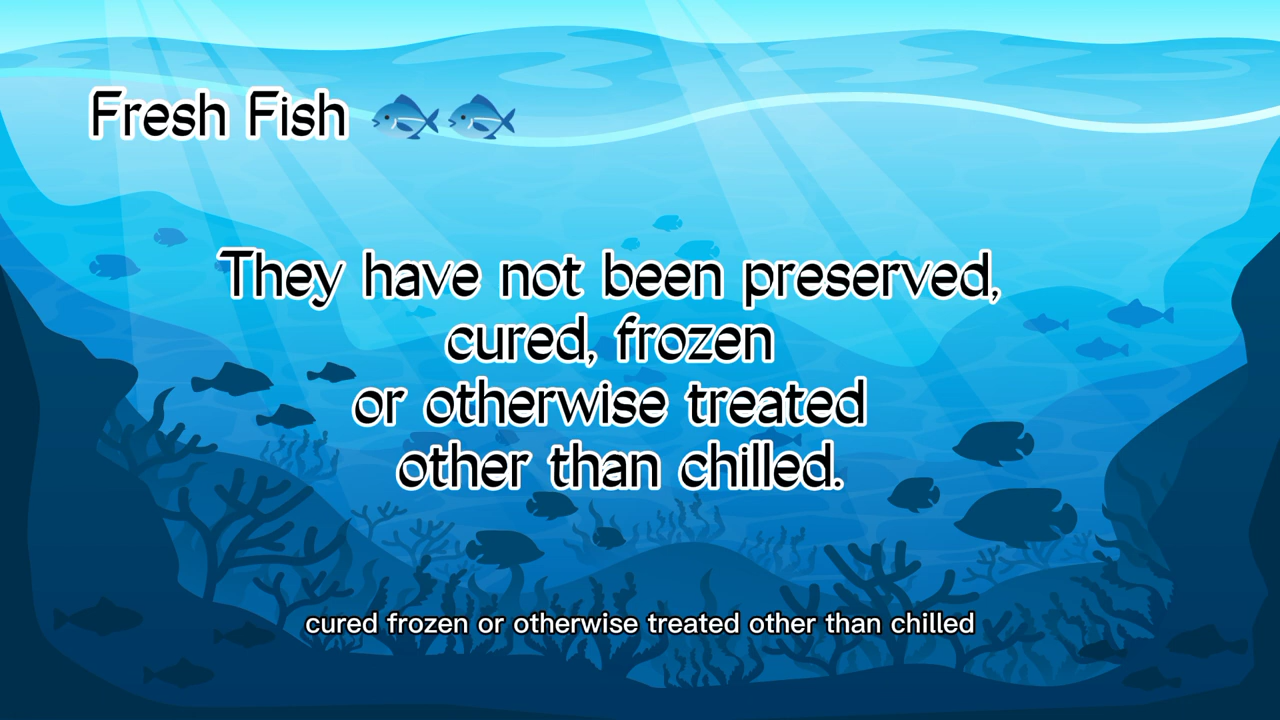 Fresh Fish 🐟🐟
They have not been preserved,
cured, frozen
or otherwise treated
other than chilled.
cured frozen or otherwise treated other than chilled